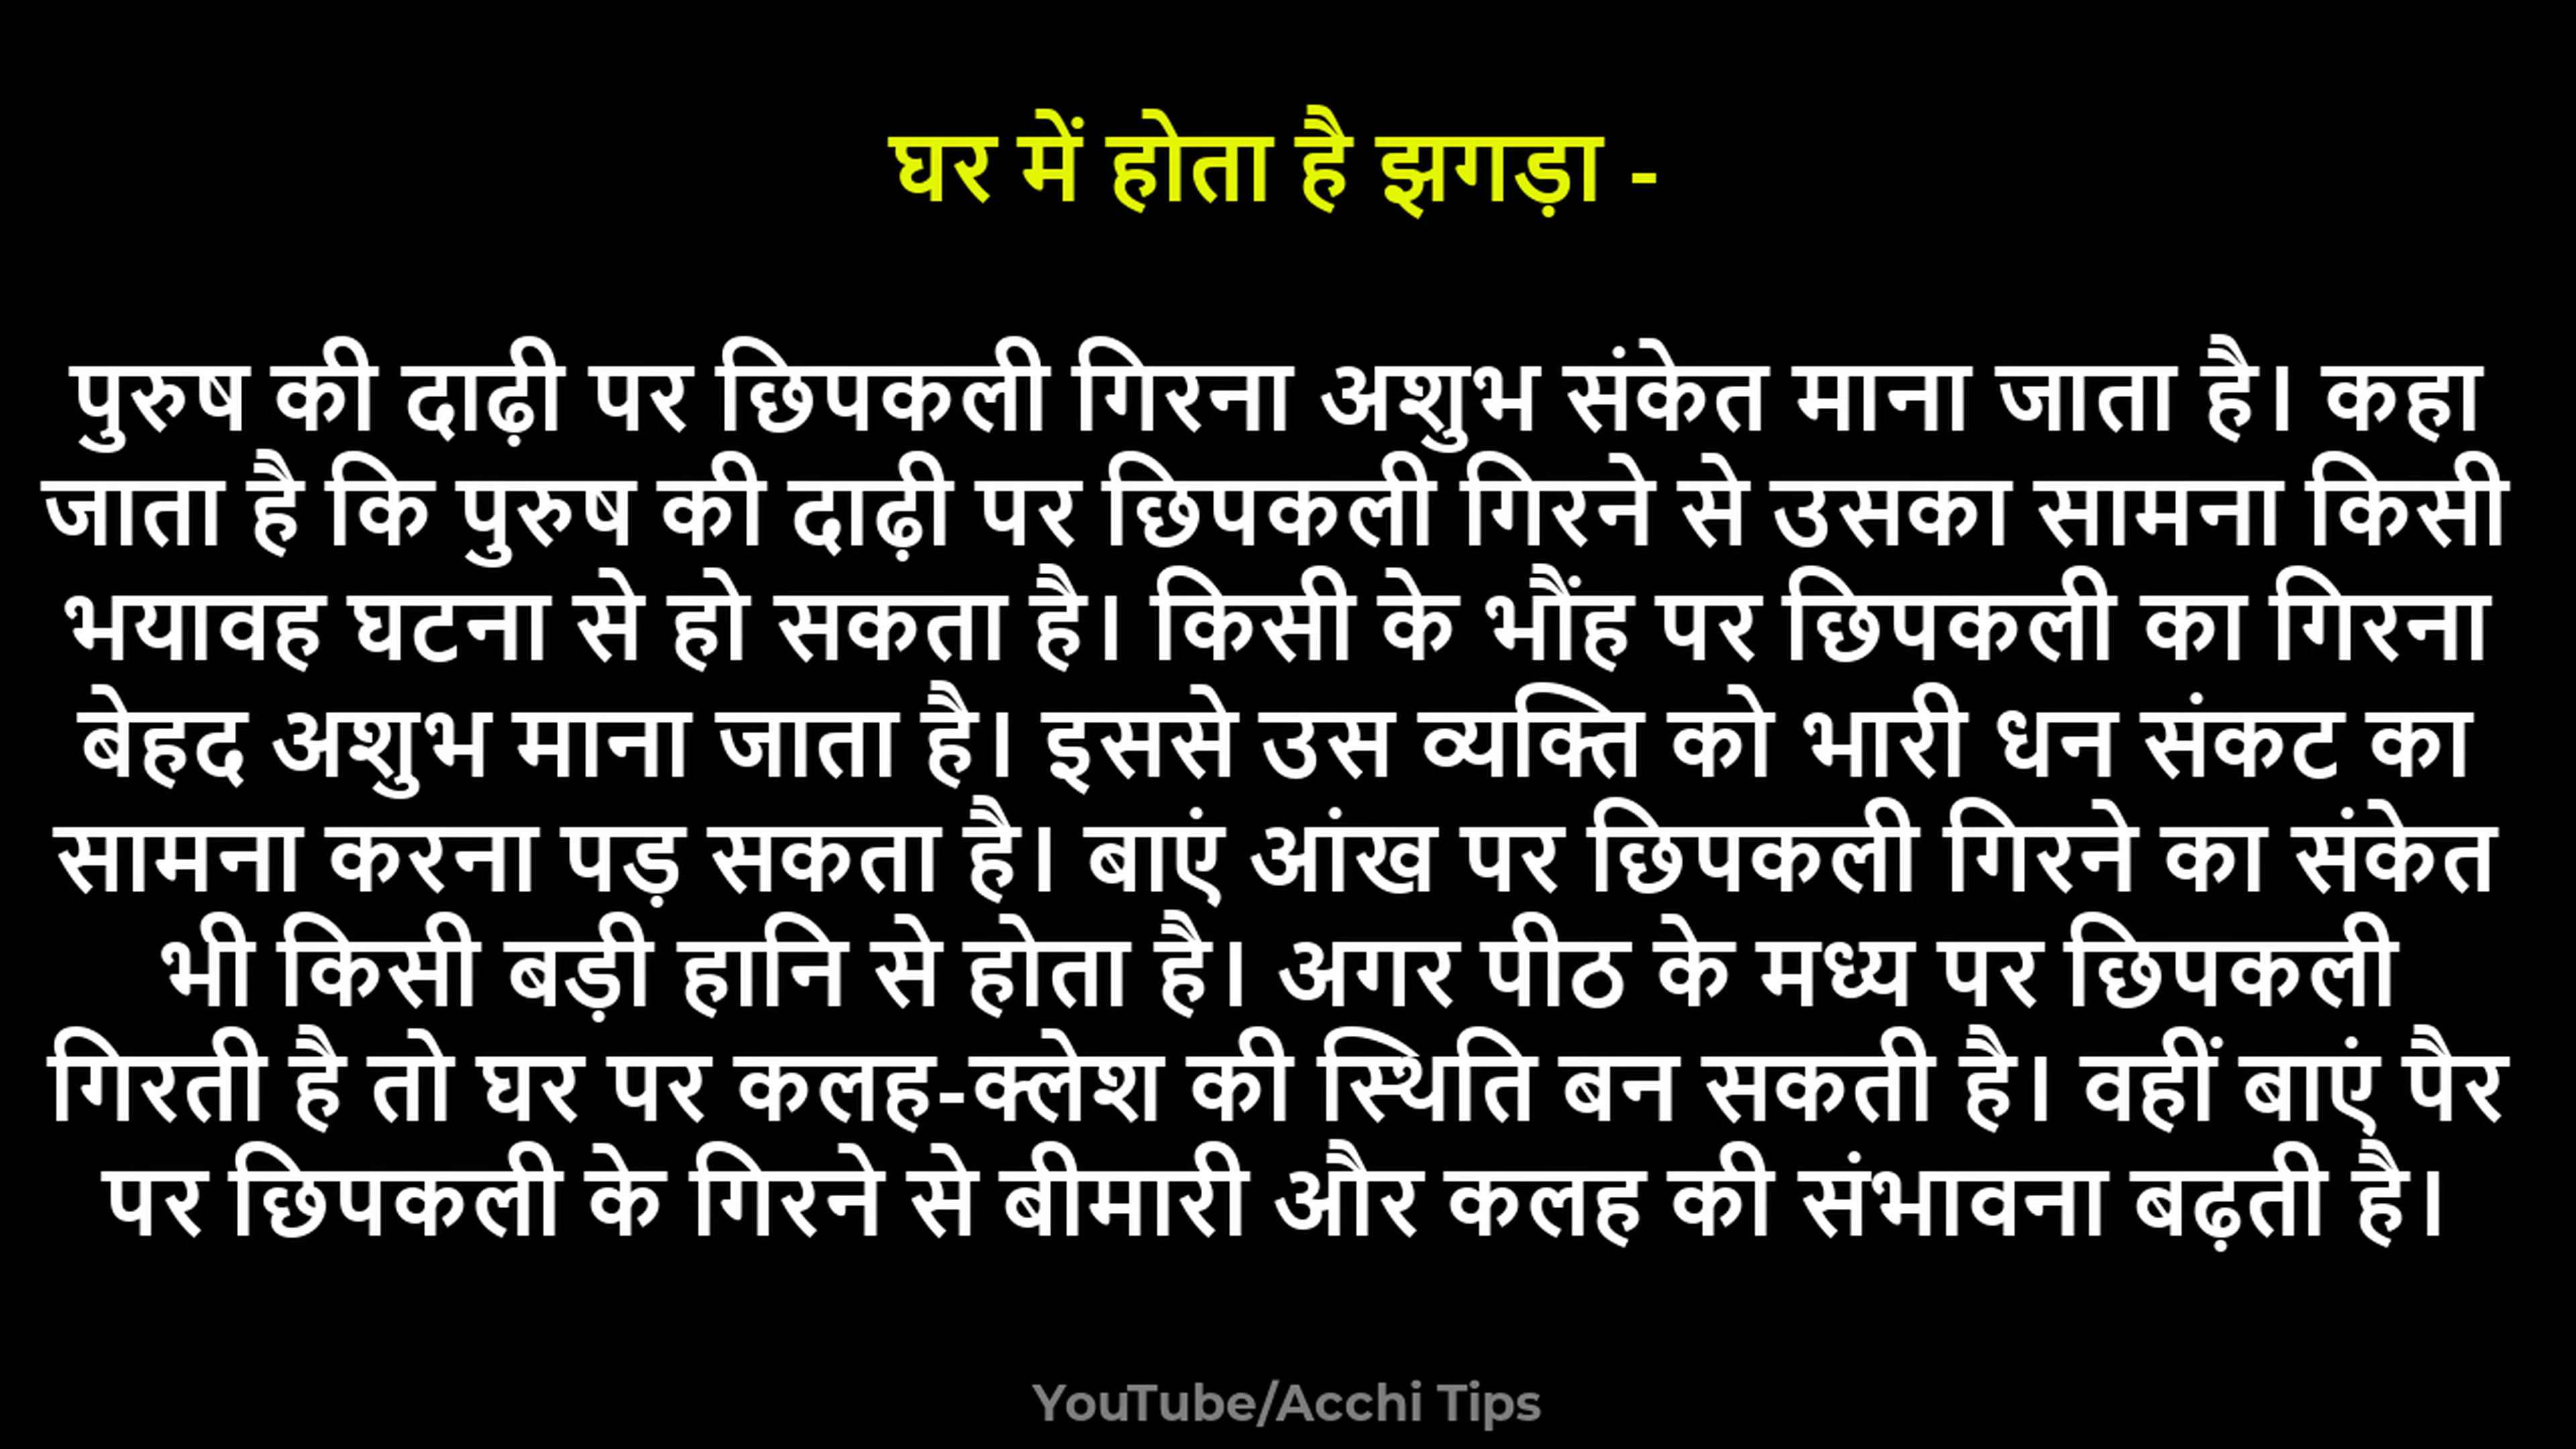 घर में होता है झगड़ा -
पुरुष की दाढ़ी पर छिपकली गिरना अशुभ संकेत माना जाता है। कहा
जाता है कि पुरुष की दाढ़ी पर छिपकली गिरने से उसका सामना किसी
भयावह घटना से हो सकता है। किसी के भौंह पर छिपकली का गिरना
बेहद अशुभ माना जाता है। इससे उस व्यक्ति को भारी धन संकट का
सामना करना पड़ सकता है। बाएं आंख पर छिपकली गिरने का संकेत
भी किसी बड़ी हानि से होता है। अगर पीठ के मध्य पर छिपकली
गिरती है तो घर पर कलह-क्लेश की स्थिति बन सकती है। वहीं बाएं पैर
पर छिपकली के गिरने से बीमारी और कलह की संभावना बढ़ती है।
YouTube/Acchi Tips